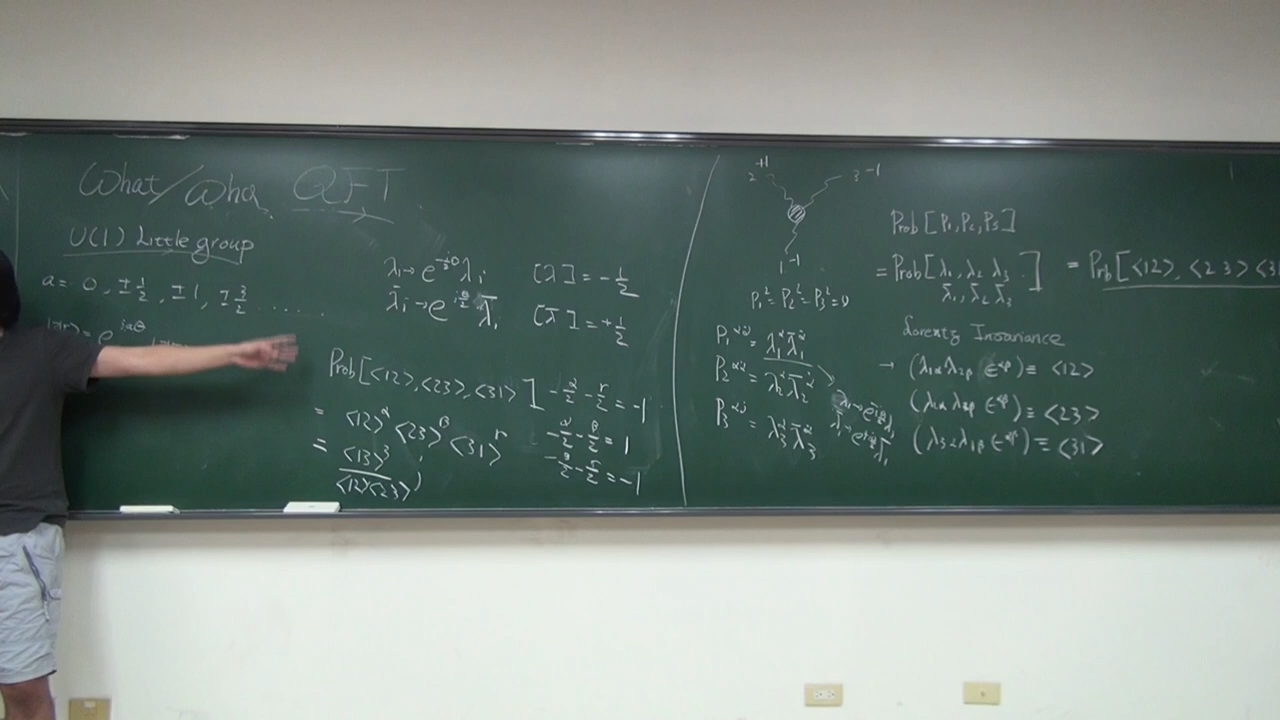 What/Wha QFT
U(1) Little group
a = 0, ±1/2, ±1, ±3/2 ......
λi → e^{-iθ/2} λi [λ] = -1/2
λ̄i → e^{iθ/2} λ̄i [λ̄] = +1/2
Prob[<12>,<23>,<31>]
= <12>^α <23>^β <31>^r
= <13>^3 / <12><23>
-α/2 - r/2 = -1
-α/2 - β/2 = 1
-β/2 - r/2 = -1
2 +1
3 -1
1 -1
P1² = P2² = P3² = 0
P1^{αα̇} = λ1^α λ̄1^α̇
P2^{αα̇} = λ2^α λ̄2^α̇
P3^{αα̇} = λ3^α λ̄3^α̇
Prob[P1,P2,P3]
= Prob[λ1, λ2 λ3 λ̄1, λ̄2 λ̄3] = Prb[<12>, <23> <3
Lorentz Invariance
→ (λ1α λ2β ε^{αβ}) ≡ <12>
(λ2α λ3β ε^{αβ}) ≡ <23>
(λ3α λ1β ε^{αβ}) ≡ <31>